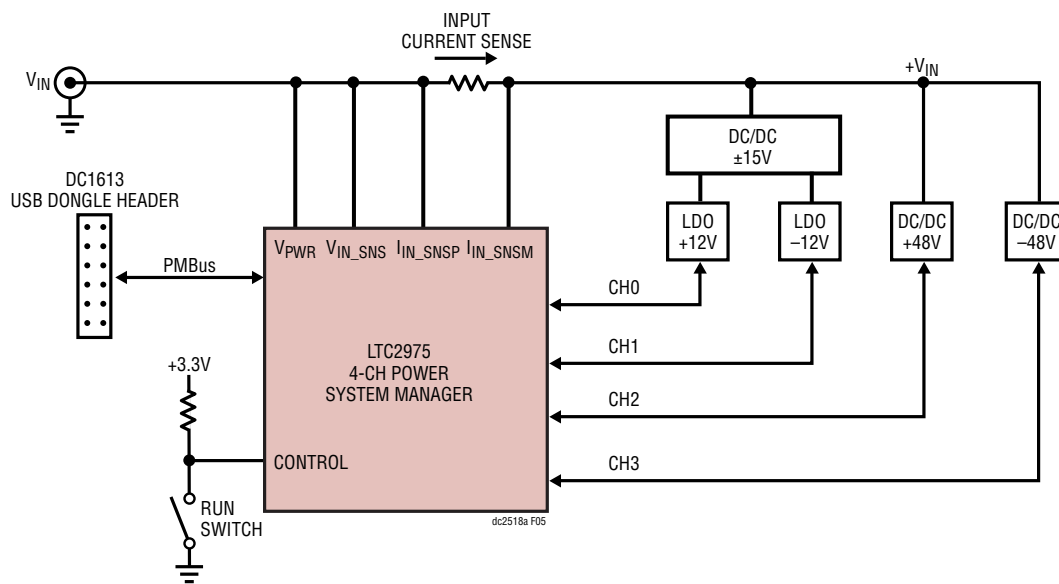 INPUT
CURRENT SENSE
VIN
+VIN
DC/DC
±15V
DC1613
USB DONGLE HEADER
LDO
+12V
LDO
–12V
DC/DC
+48V
DC/DC
–48V
VPWR VIN_SNS IIN_SNSP IIN_SNSM
PMBus
CH0
LTC2975
4-CH POWER
SYSTEM MANAGER
CH1
+3.3V
CH2
CONTROL
CH3
RUN
SWITCH
dc2518a F05